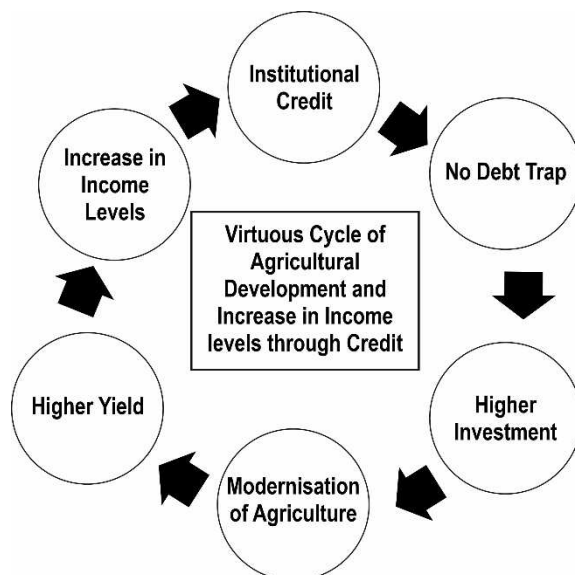 Institutional
Credit
No Debt Trap
Higher
Investment
Modernisation
of Agriculture
Higher Yield
Increase in
Income
Levels
Virtuous Cycle of
Agricultural
Development and
Increase in Income
levels through Credit